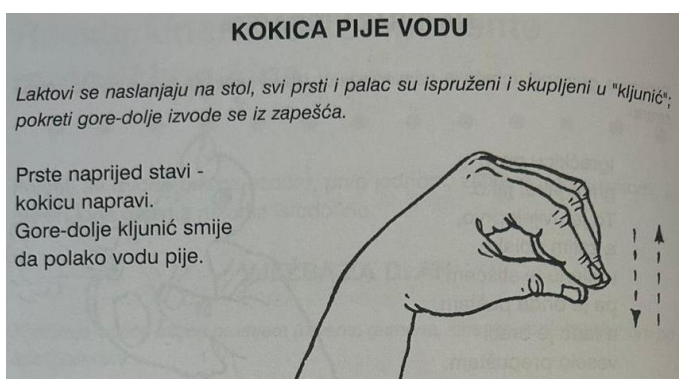 KOKICA PIJE VODU
Laktovi se naslanjaju na stol, svi prsti i palac su ispruženi i skupljeni u "kljunić";
pokreti gore-dolje izvode se iz zapešća.
Prste naprijed stavi -
kokicu napravi.
Gore-dolje kljunić smije
da polako vodu pije.